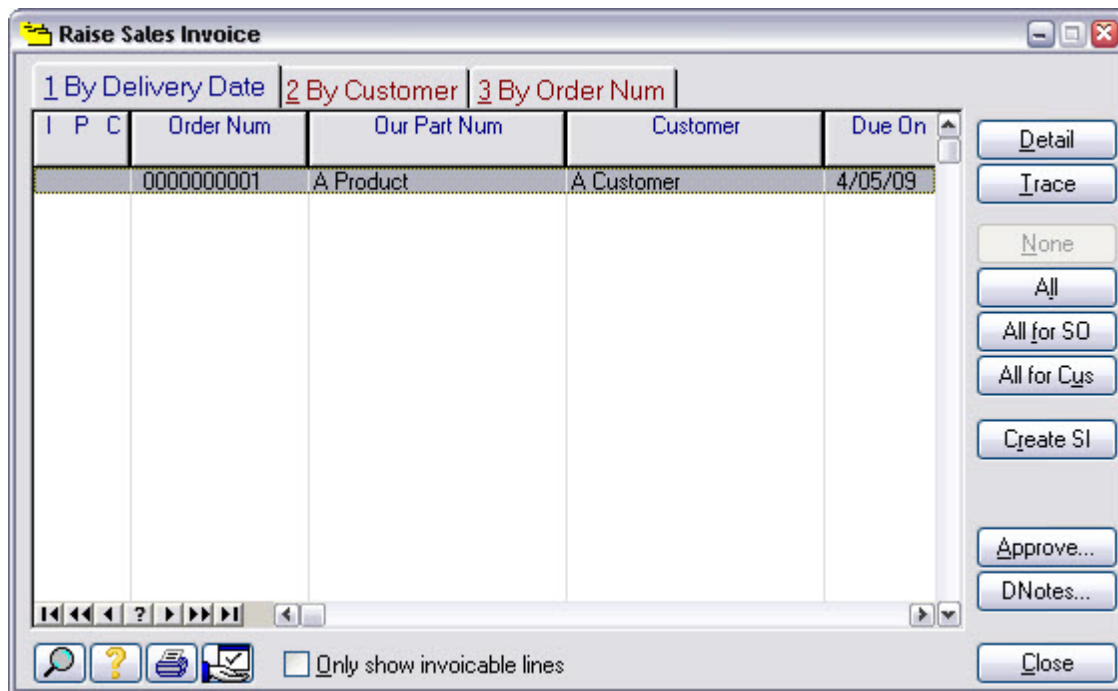 Raise Sales Invoice
1 By Delivery Date 2 By Customer 3 By Order Num
I P C Order Num Our Part Num Customer Due On
0000000001 A Product A Customer 4/05/09
Detail
Trace
None
All
All for SO
All for Cus
Create SI
Approve...
DNotes...
?
? Only show invoicable lines
Close